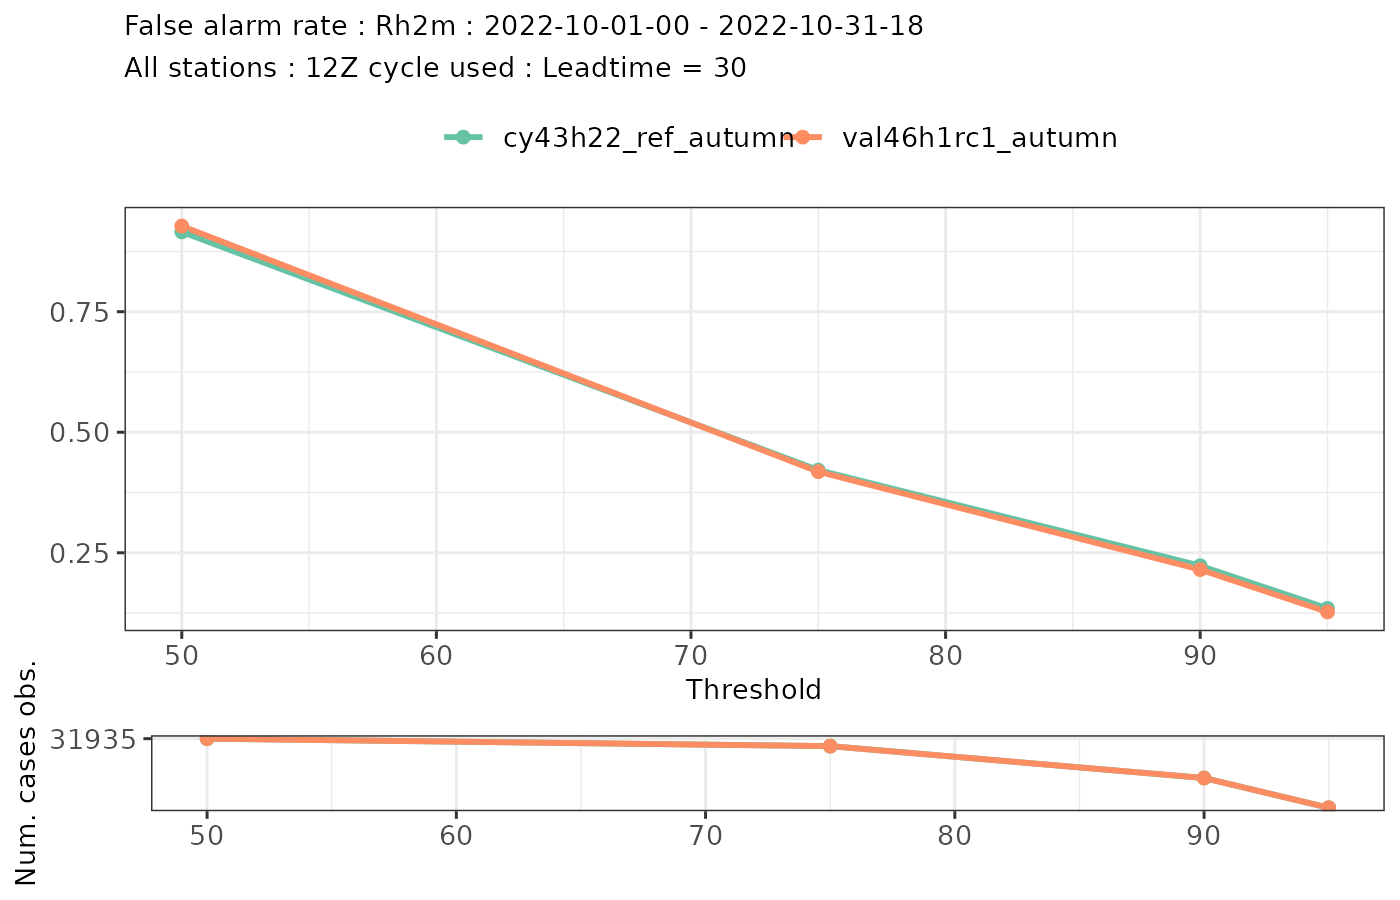 False alarm rate : Rh2m : 2022-10-01-00 - 2022-10-31-18
All stations : 12Z cycle used : Leadtime = 30
cy43h22_ref_autumn val46h1rc1_autumn
0.75
0.50
0.25
50 60 70 80 90
Threshold
Num. cases obs.
31935
50 60 70 80 90